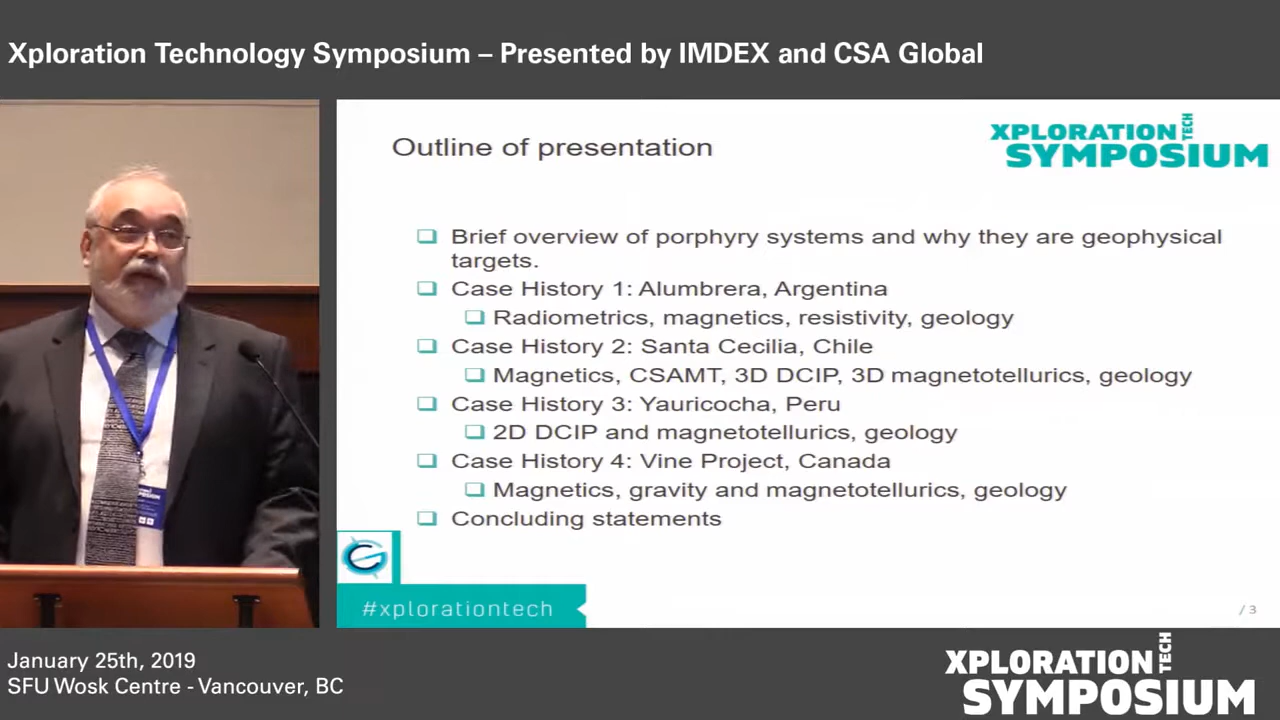 Xploration Technology Symposium – Presented by IMDEX and CSA Global
Outline of presentation
XPLORATION TECH
SYMPOSIUM
Brief overview of porphyry systems and why they are geophysical
targets.
Case History 1: Alumbrera, Argentina
Radiometrics, magnetics, resistivity, geology
Case History 2: Santa Cecilia, Chile
Magnetics, CSAMT, 3D DCIP, 3D magnetotellurics, geology
Case History 3: Yauricocha, Peru
2D DCIP and magnetotellurics, geology
Case History 4: Vine Project, Canada
Magnetics, gravity and magnetotellurics, geology
Concluding statements
#xplorationtech
/ 3
January 25th, 2019
SFU Wosk Centre - Vancouver, BC
XPLORATION TECH
SYMPOSIUM